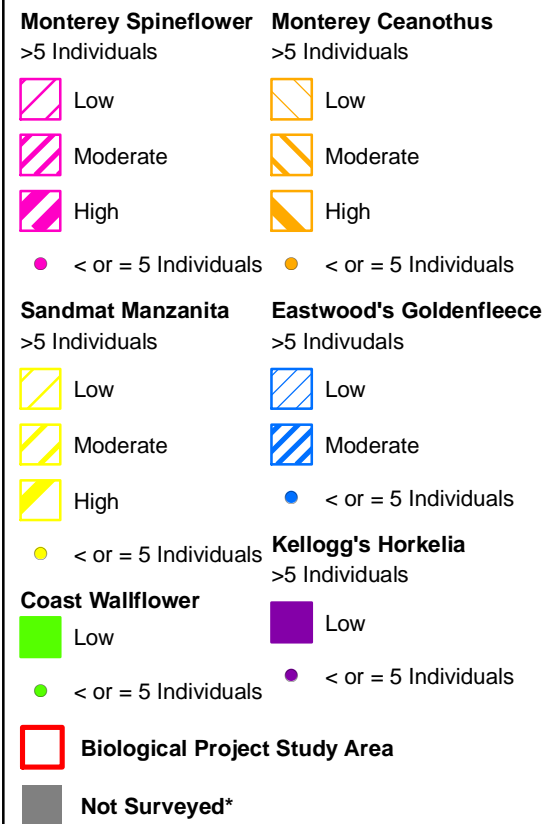 Monterey Spineflower
>5 Individuals
Low
Moderate
High
< or = 5 Individuals
Monterey Ceanothus
>5 Individuals
Low
Moderate
High
< or = 5 Individuals
Sandmat Manzanita
>5 Individuals
Low
Moderate
High
< or = 5 Individuals
Eastwood's Goldenfleece
>5 Indivudals
Low
Moderate
< or = 5 Individuals
Coast Wallflower
Low
< or = 5 Individuals
Kellogg's Horkelia
>5 Individuals
Low
< or = 5 Individuals
Biological Project Study Area
Not Surveyed*